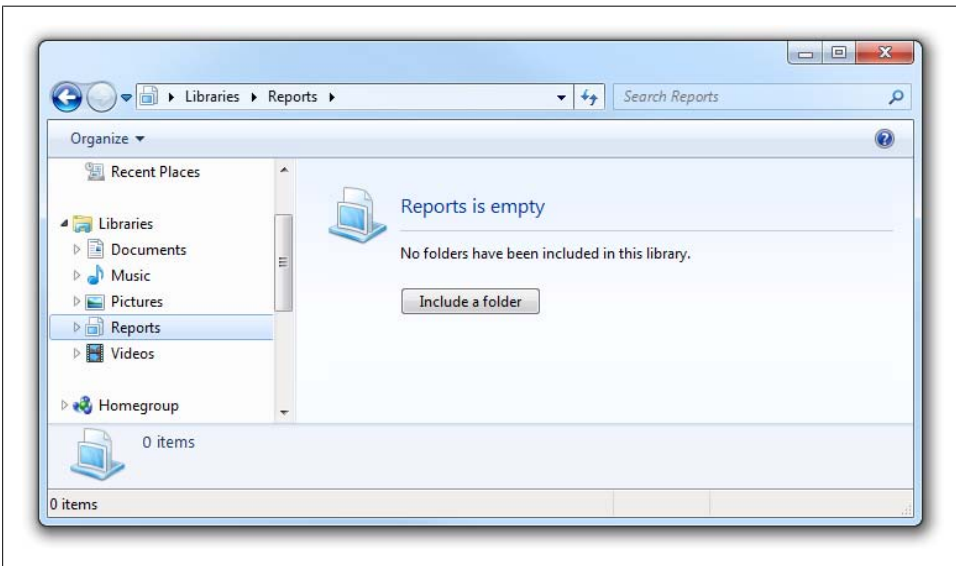 Libraries Reports
Search Reports
Organize
Recent Places
Libraries
Documents
Music
Pictures
Reports
Videos
Homegroup
Reports is empty
No folders have been included in this library.
Include a folder
0 items
0 items